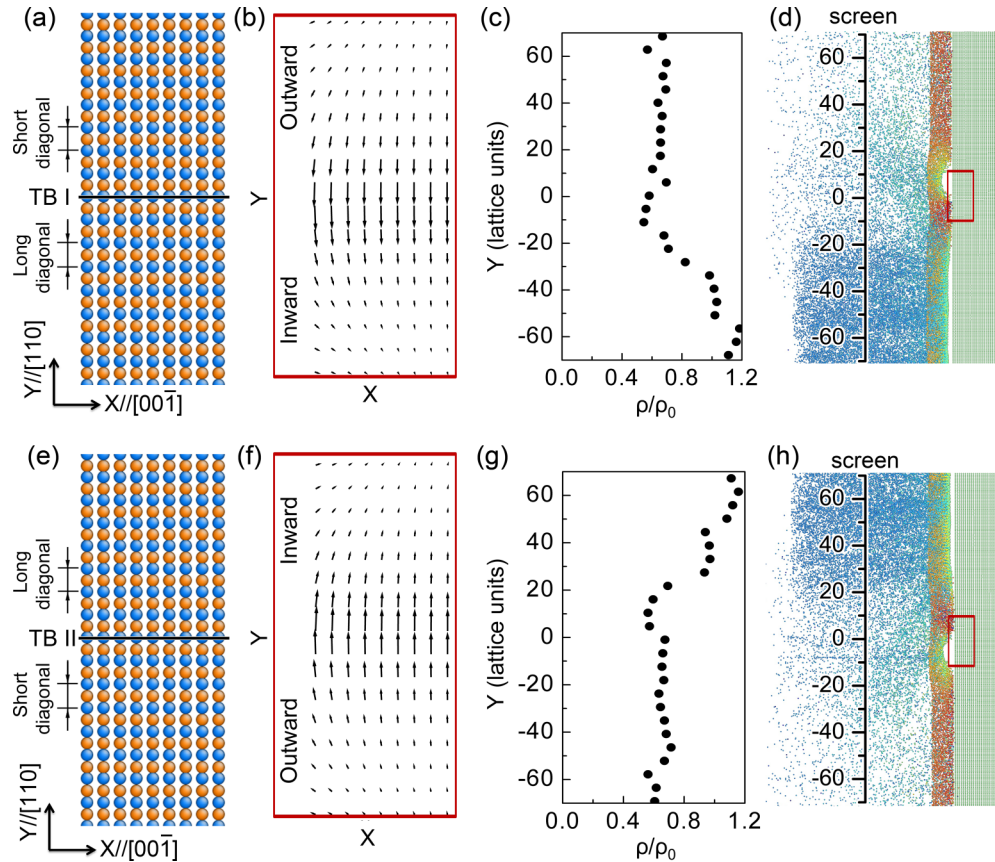 (a)
Short
diagonal
TB I
Long
diagonal
Y//[110]
X//[001̅]
(b)
Outward
Y
Inward
X
(c)
60
40
20
0
-20
-40
-60
Y (lattice units)
0.0 0.4 0.8 1.2
ρ/ρ0
(d)
screen
60
40
20
0
-20
-40
-60
(e)
Long
diagonal
TB II
Short
diagonal
Y//[110]
X//[001̅]
(f)
Inward
Y
Outward
X
(g)
60
40
20
0
-20
-40
-60
Y (lattice units)
0.0 0.4 0.8 1.2
ρ/ρ0
(h)
screen
60
40
20
0
-20
-40
-60